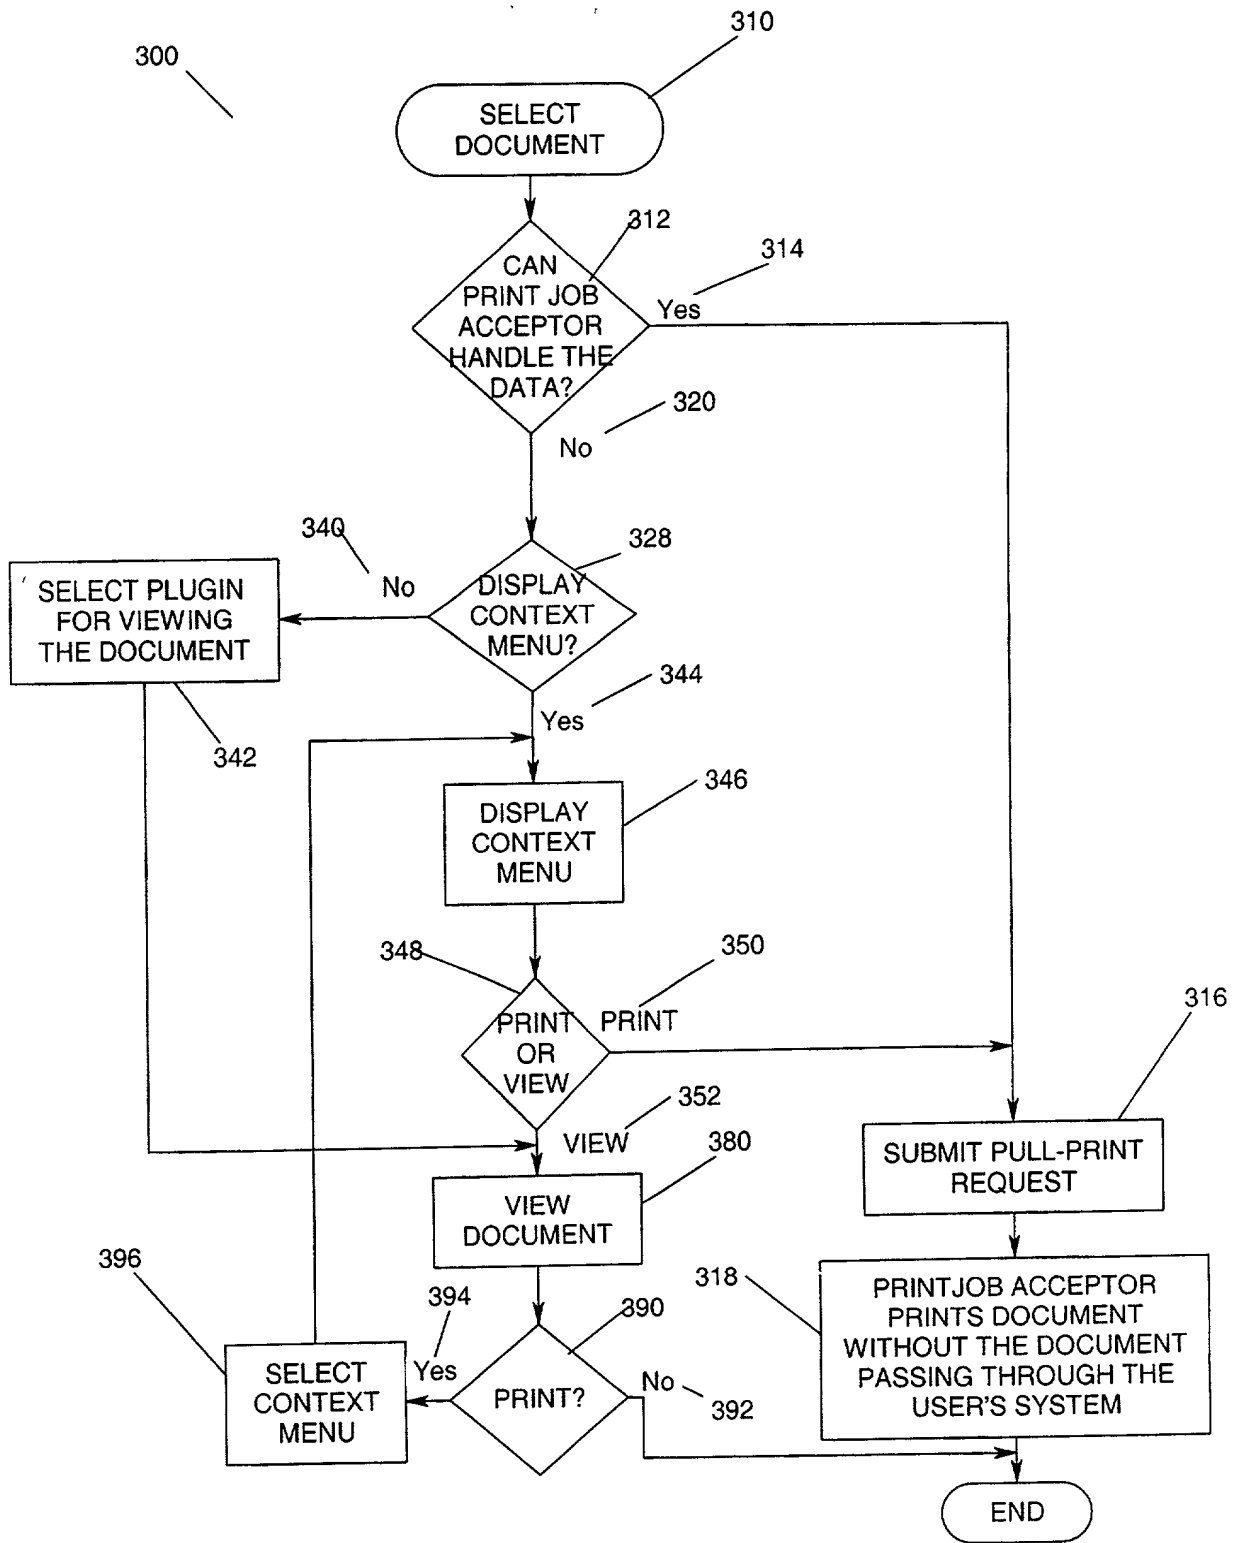 310
300
SELECT
DOCUMENT
312
314
CAN
PRINT JOB
ACCEPTOR
HANDLE THE
DATA?
Yes
320
No
340
328
No
DISPLAY
CONTEXT
MENU?
SELECT PLUGIN
FOR VIEWING
THE DOCUMENT
344
Yes
342
346
DISPLAY
CONTEXT
MENU
348
350
PRINT
OR
VIEW
PRINT
316
352
VIEW
380
SUBMIT PULL-PRINT
REQUEST
VIEW
DOCUMENT
396
394
390
318
PRINTJOB ACCEPTOR
PRINTS DOCUMENT
WITHOUT THE DOCUMENT
PASSING THROUGH THE
USER'S SYSTEM
SELECT
CONTEXT
MENU
Yes
PRINT?
No
392
END